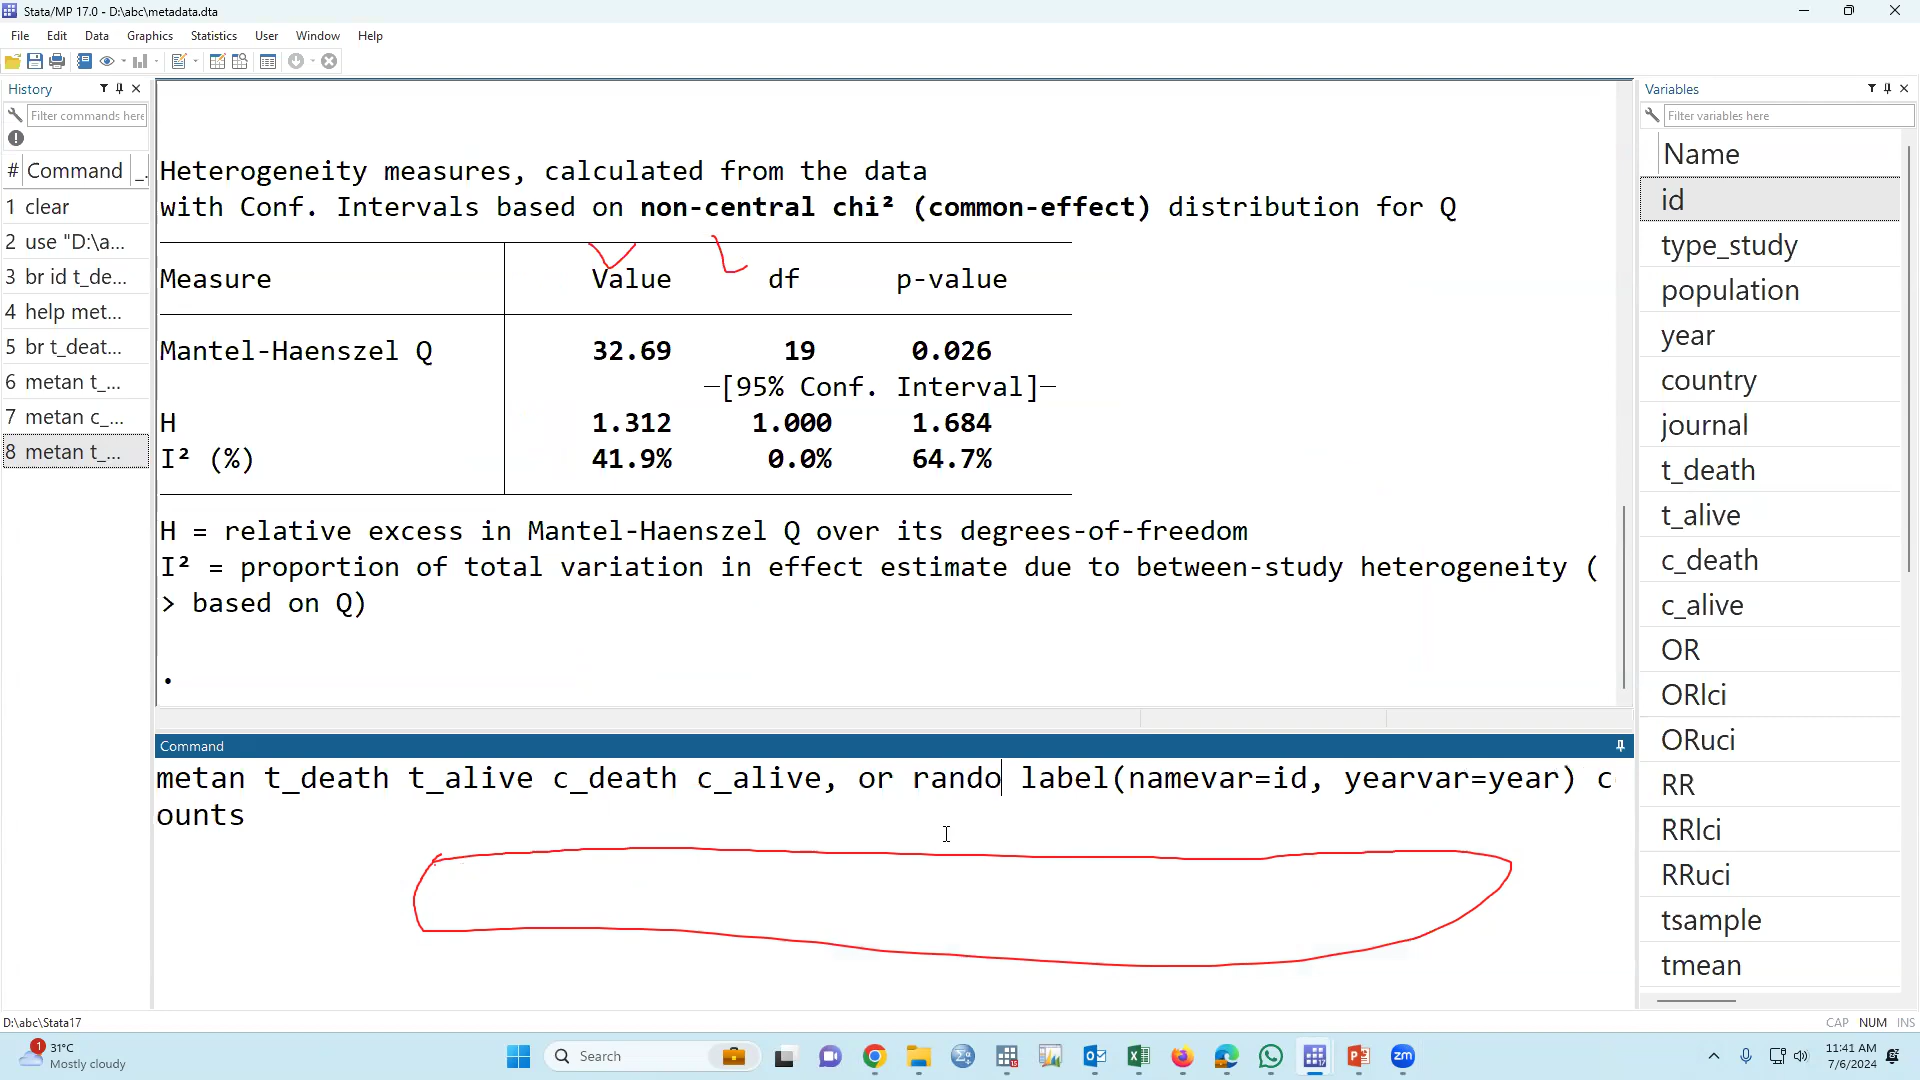 Stata/MP 17.0 - D:\abc\metadata.dta
File Edit Data Graphics Statistics User Window Help
History
Filter commands here
# Command
1 clear
2 use "D:\a...
3 br id t_de...
4 help met...
5 br t_deat...
6 metan t_...
7 metan c_...
8 metan t_...
Heterogeneity measures, calculated from the data
with Conf. Intervals based on non-central chi² (common-effect) distribution for Q
Measure Value df p-value
Mantel-Haenszel Q 32.69 19 0.026
[95% Conf. Interval]
H 1.312 1.000 1.684
I² (%) 41.9% 0.0% 64.7%
H = relative excess in Mantel-Haenszel Q over its degrees-of-freedom
I² = proportion of total variation in effect estimate due to between-study heterogeneity (
> based on Q)
.
Command
metan t_death t_alive c_death c_alive, or rando label(namevar=id, yearvar=year) c
ounts
Variables
Filter variables here
Name
id
type_study
population
year
country
journal
t_death
t_alive
c_death
c_alive
OR
ORlci
ORuci
RR
RRlci
RRuci
tsample
tmean
D:\abc\Stata17
CAP NUM INS
1
31°C
Mostly cloudy
Search
zm
11:41 AM
7/6/2024